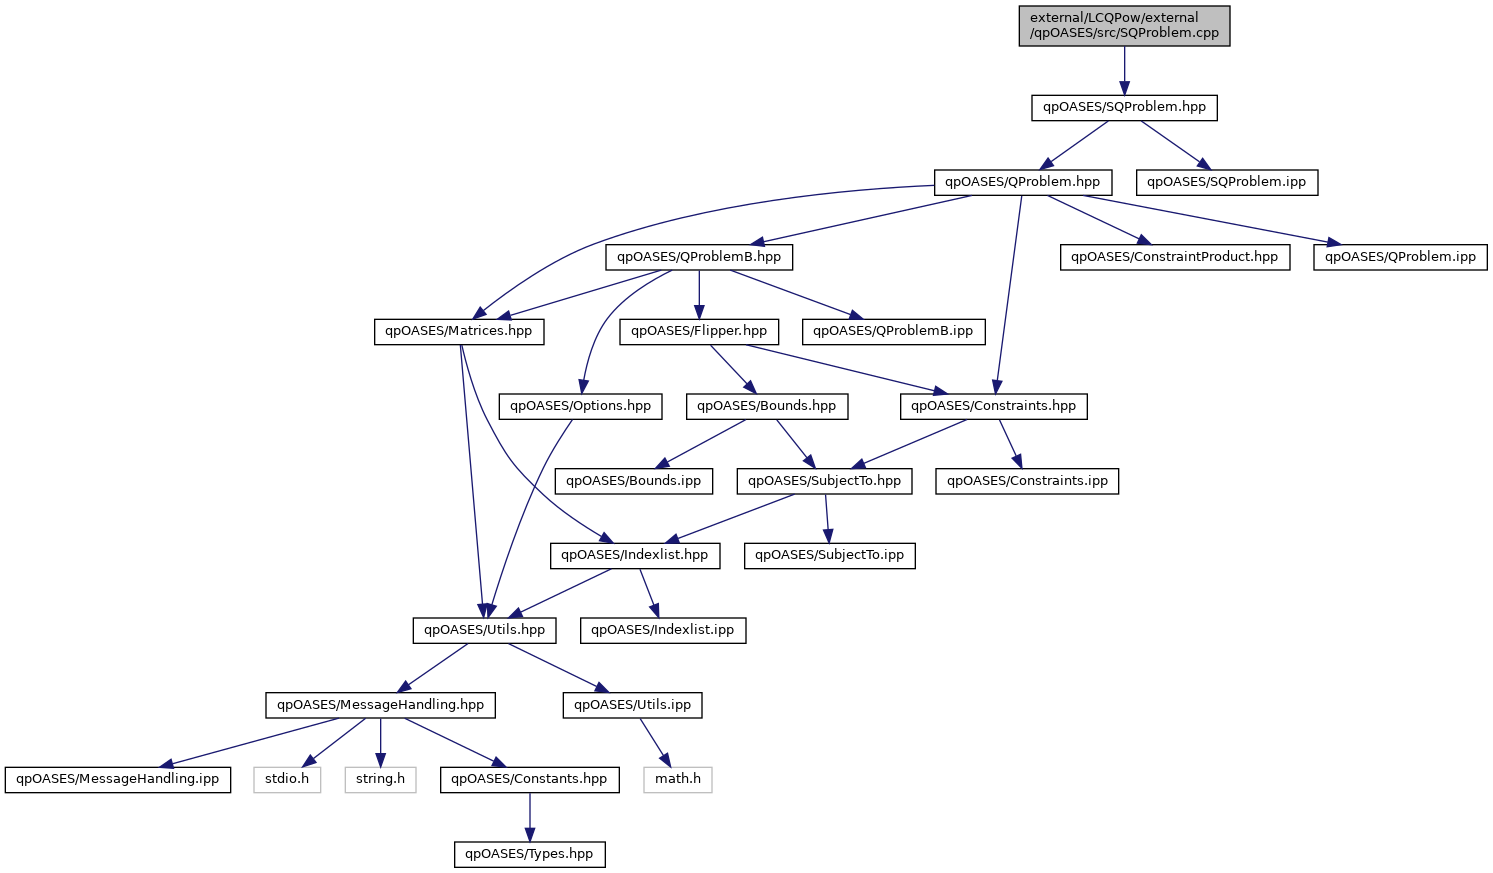 external/LCQPow/external
/qpOASES/src/SQProblem.cpp
qpOASES/SQProblem.hpp
qpOASES/QProblem.hpp
qpOASES/SQProblem.ipp
qpOASES/QProblemB.hpp
qpOASES/ConstraintProduct.hpp
qpOASES/QProblem.ipp
qpOASES/Matrices.hpp
qpOASES/Flipper.hpp
qpOASES/QProblemB.ipp
qpOASES/Options.hpp
qpOASES/Bounds.hpp
qpOASES/Constraints.hpp
qpOASES/Bounds.ipp
qpOASES/SubjectTo.hpp
qpOASES/Constraints.ipp
qpOASES/Indexlist.hpp
qpOASES/SubjectTo.ipp
qpOASES/Utils.hpp
qpOASES/Indexlist.ipp
qpOASES/MessageHandling.hpp
qpOASES/Utils.ipp
qpOASES/MessageHandling.ipp
stdio.h
string.h
qpOASES/Constants.hpp
math.h
qpOASES/Types.hpp